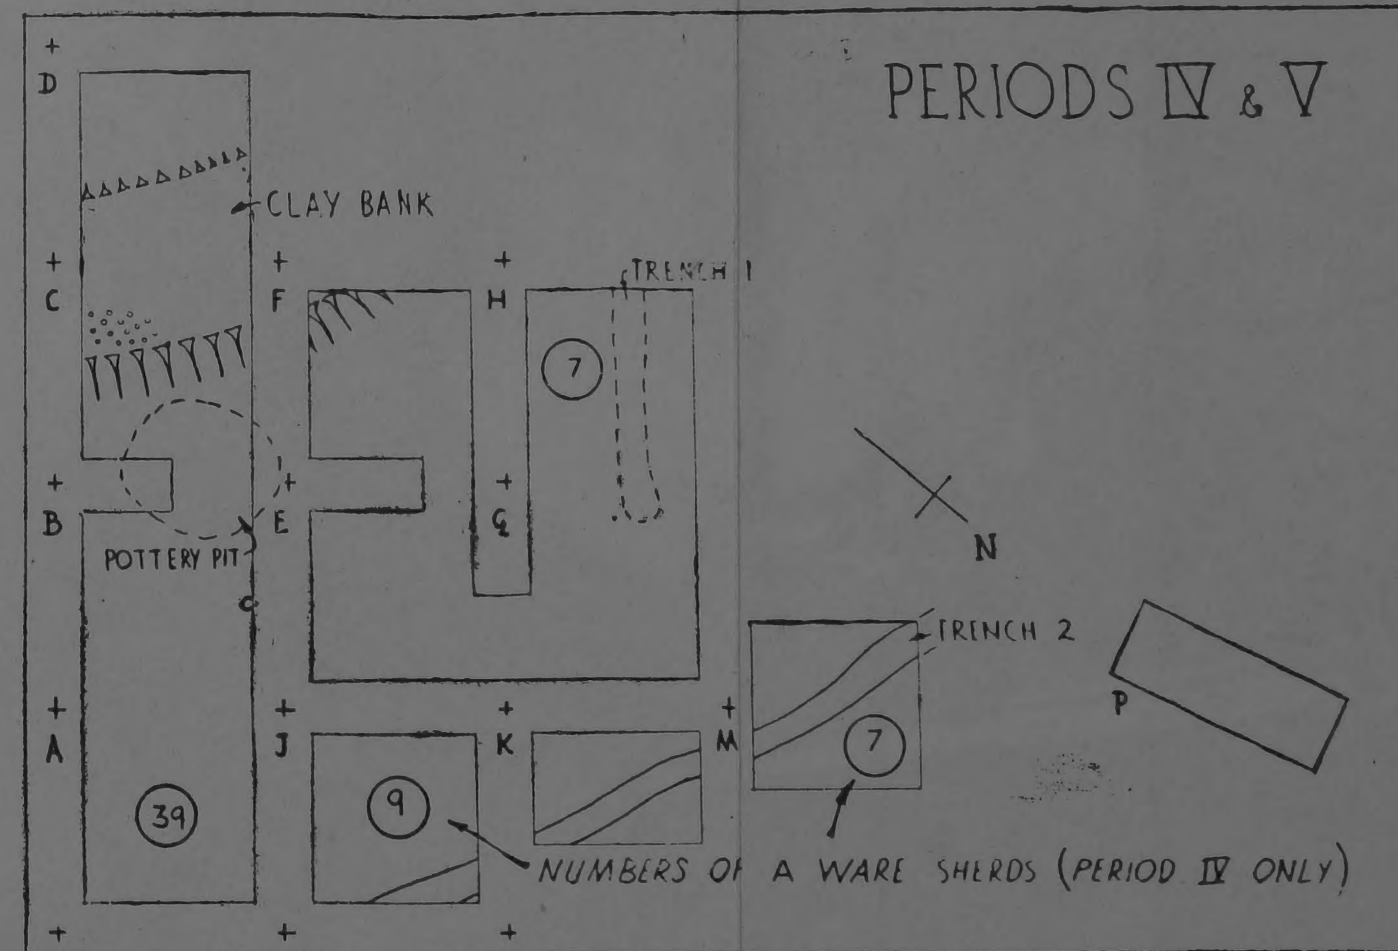 PERIODS IV & V
D
CLAY BANK
C
F
H
TRENCH 1
7
B
E
G
POTTERY PIT
N
TRENCH 2
P
A
J
K
M
7
39
9
NUMBERS OF A WARE SHERDS (PERIOD IV ONLY)